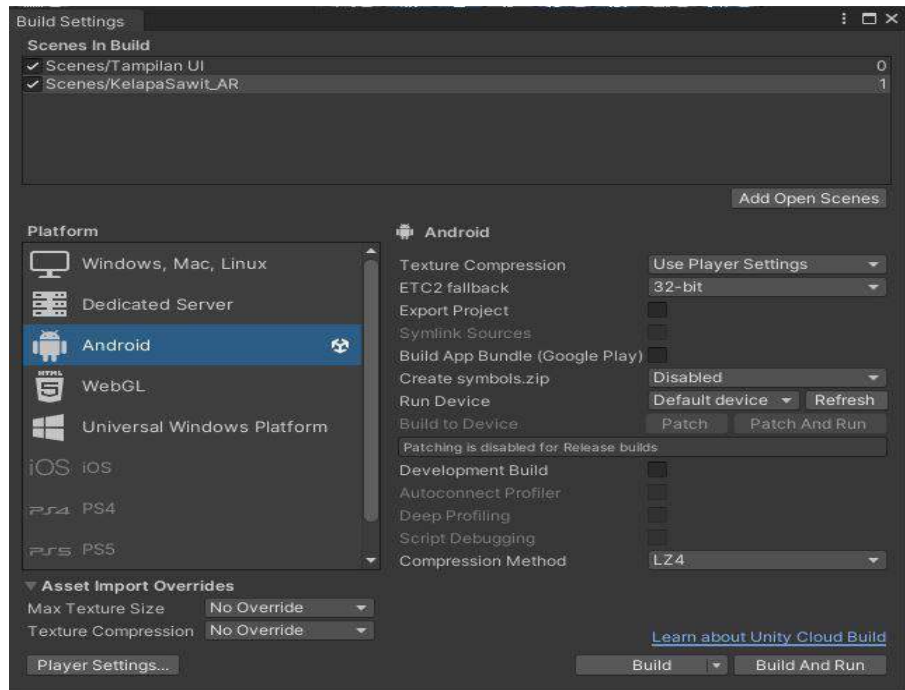 Build Settings
Scenes In Build
Scenes/Tampilan UI 0
Scenes/KelapaSawit_AR 1
Add Open Scenes
Platform
Windows, Mac, Linux
Dedicated Server
Android
HTML 5 WebGL
Universal Windows Platform
iOS iOS
PS4 PS4
PS5 PS5
Android
Texture Compression Use Player Settings
ETC2 fallback 32-bit
Export Project
Symlink Sources
Build App Bundle (Google Play)
Create symbols.zip Disabled
Run Device Default device Refresh
Build to Device Patch Patch And Run
Patching is disabled for Release builds
Development Build
Autoconnect Profiler
Deep Profiling
Script Debugging
Compression Method LZ4
Asset Import Overrides
Max Texture Size No Override
Texture Compression No Override
Learn about Unity Cloud Build
Player Settings... Build Build And Run